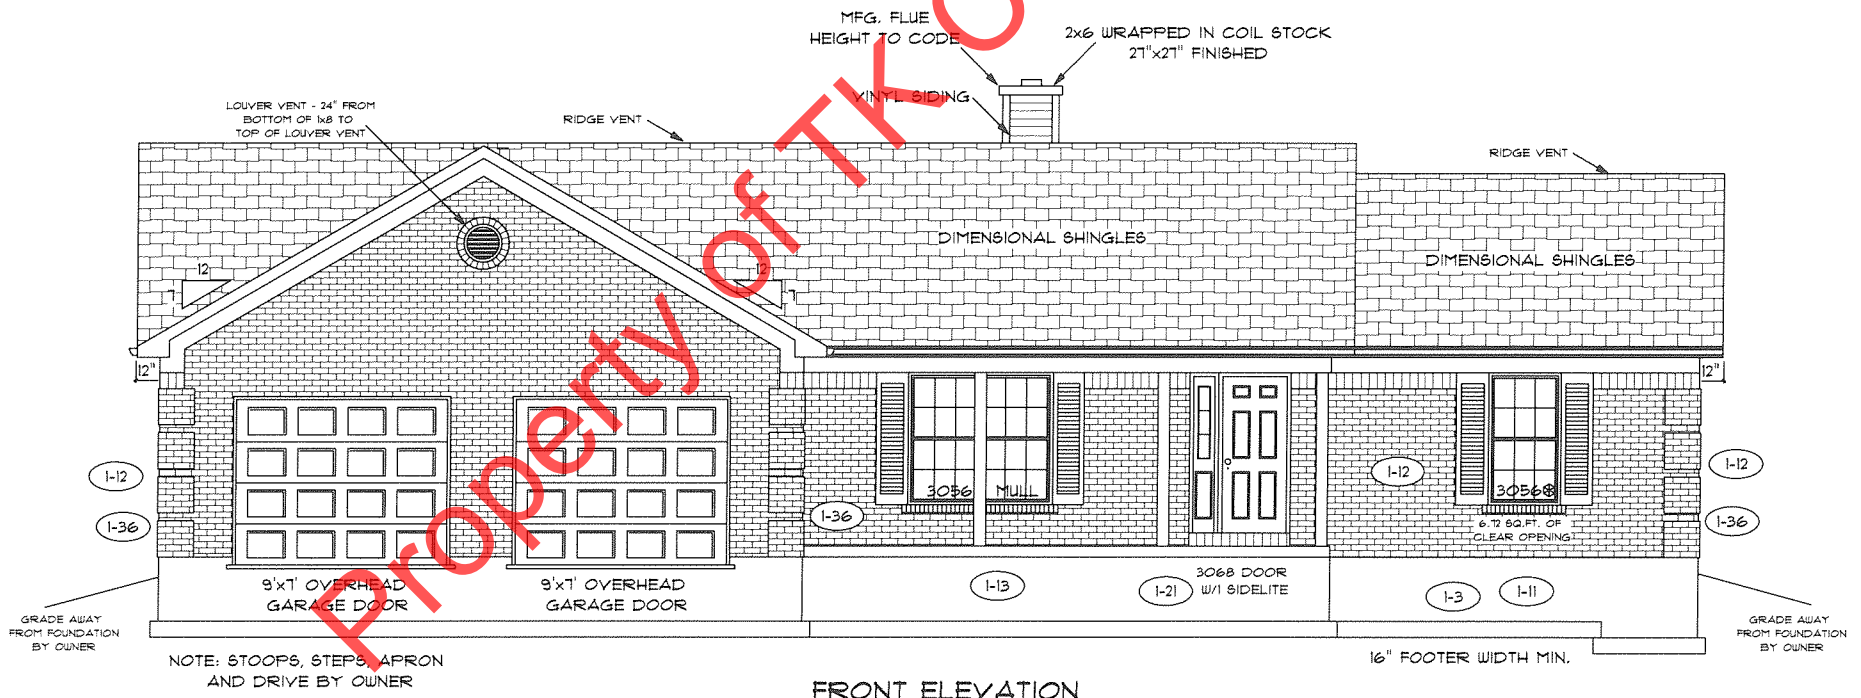 MFG. FLUE
HEIGHT TO CODE
2x6 WRAPPED IN COIL STOCK
27"x27" FINISHED
VINYL SIDING
LOUVER VENT - 24" FROM
BOTTOM OF 1x8 TO
TOP OF LOUVER VENT
RIDGE VENT
RIDGE VENT
DIMENSIONAL SHINGLES
DIMENSIONAL SHINGLES
12
7
12
7
12"
12"
1-12
1-36
1-36
1-12
1-12
1-36
3056 MULL
3056
6.72 SQ.FT. OF
CLEAR OPENING
9'x7' OVERHEAD
GARAGE DOOR
9'x7' OVERHEAD
GARAGE DOOR
1-13
1-21
3068 DOOR
W/1 SIDELITE
1-3
1-11
GRADE AWAY
FROM FOUNDATION
BY OWNER
GRADE AWAY
FROM FOUNDATION
BY OWNER
NOTE: STOOPS, STEPS, APRON
AND DRIVE BY OWNER
16" FOOTER WIDTH MIN.
FRONT ELEVATION
Property of TK